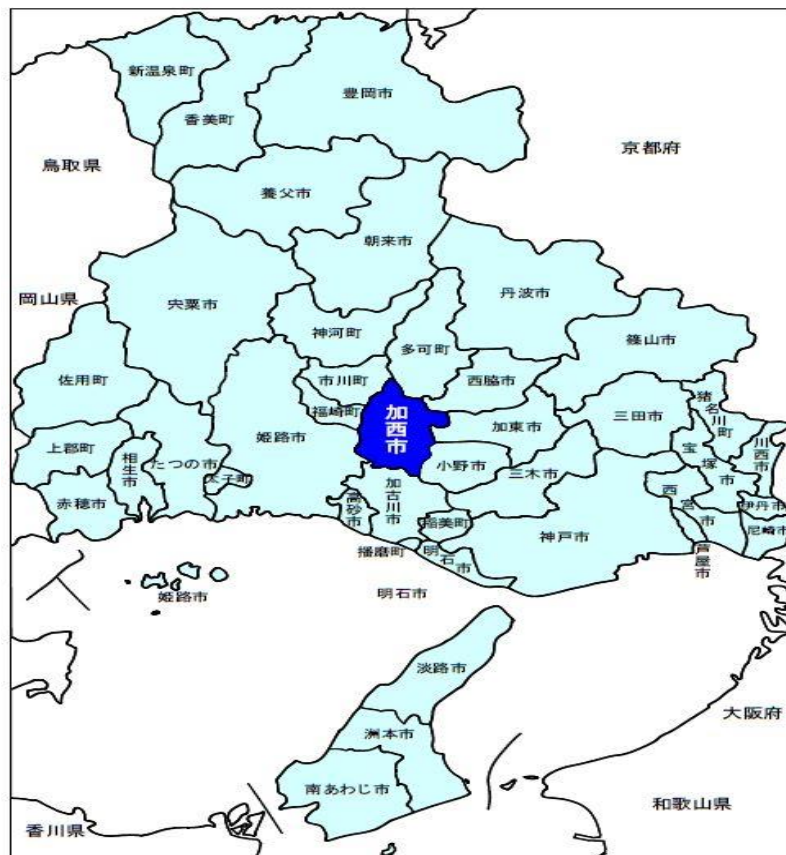 新温泉町
豊岡市
香美町
京都府
鳥取県
養父市
朝来市
丹波市
岡山県
宍粟市
神河町
篠山市
多可町
佐用町
市川町
西脇市
福崎町
加西市
加東市
三田市
猪名川町
姫路市
上郡町
相生市
たつの市
太子町
小野市
三木市
宝塚市
川西市
赤穂市
高砂市
加古川市
稲美町
神戸市
西宮市
伊丹市
尼崎市
播磨町
明石市
芦屋市
姫路市
明石市
淡路市
大阪府
洲本市
南あわじ市
和歌山県
香川県